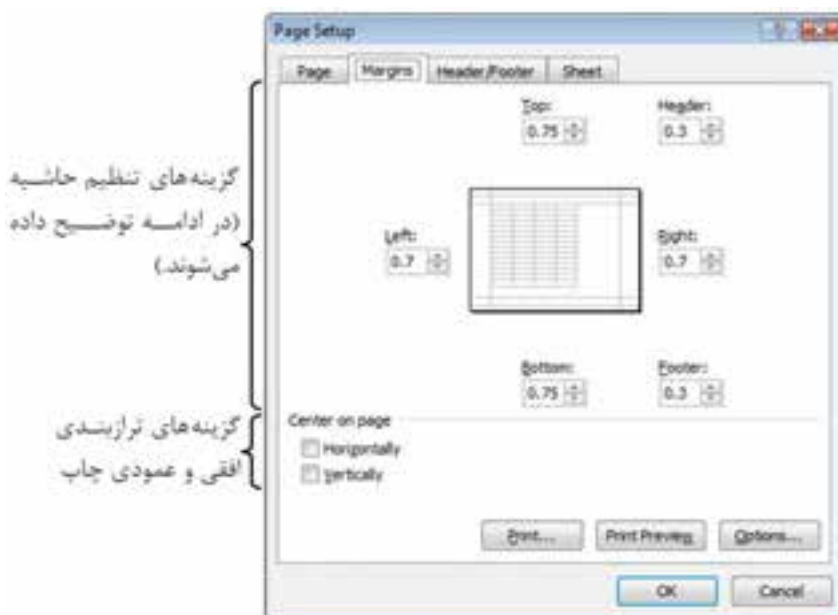 Page Setup
Page Margins Header/Footer Sheet
Top: Header:
0.75 0.3
گزینه‌های تنظیم حاشیه
(در ادامه توضیح داده
می‌شوند.)
Left: Right:
0.7 0.7
Bottom: Footer:
0.75 0.3
Center on page
Horizontally
Vertically
گزینه‌های ترازبندی
افقی و عمودی چاپ
Print... Print Preview Options...
OK Cancel